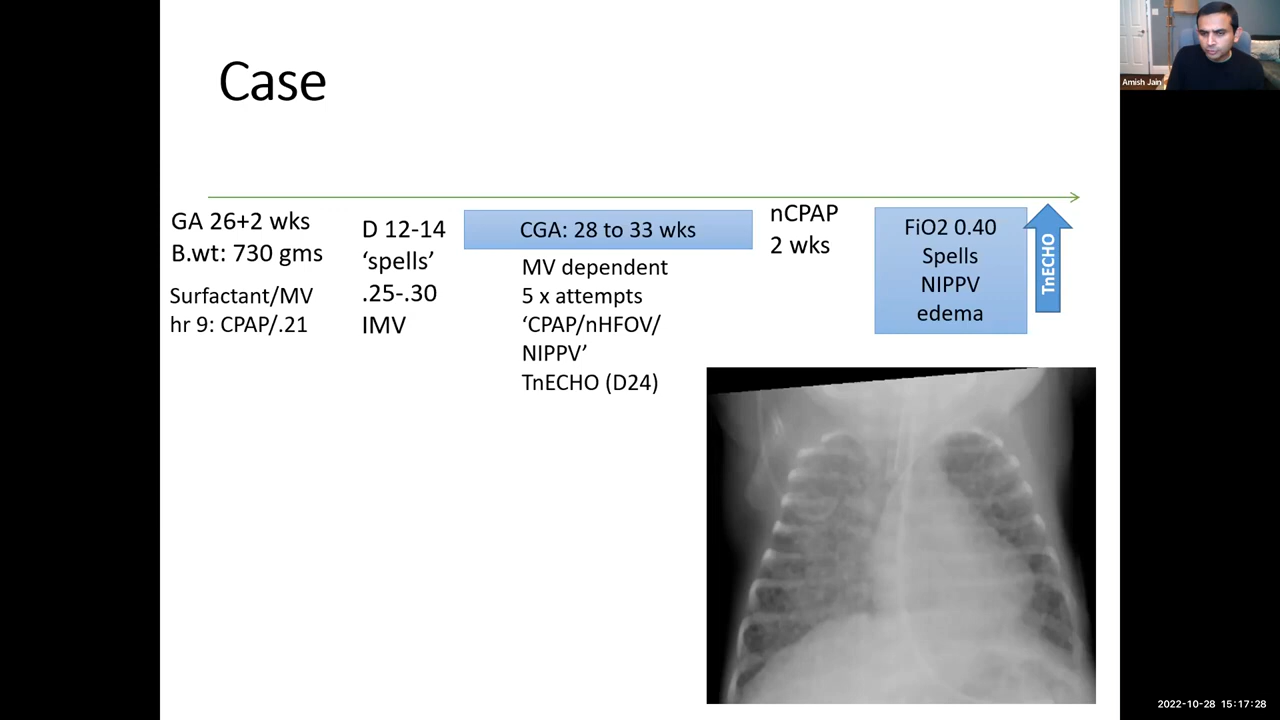 Case
GA 26+2 wks
B.wt: 730 gms
Surfactant/MV
hr 9: CPAP/.21
D 12-14
‘spells’
.25-.30
IMV
CGA: 28 to 33 wks
MV dependent
5 x attempts
‘CPAP/nHFOV/
NIPPV’
TnECHO (D24)
nCPAP
2 wks
FiO2 0.40
Spells
NIPPV
edema
TnECHO
Amish Jain
2022-10-28 15:17:28